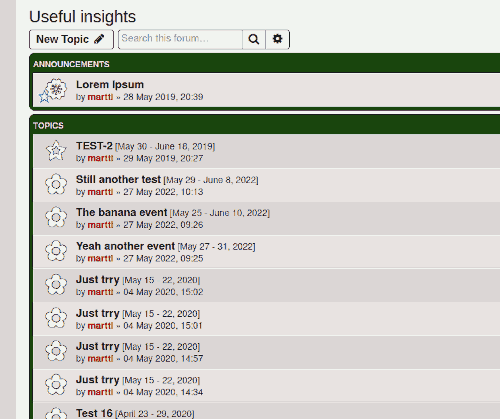 Useful insights
New Topic
Search this forum…
ANNOUNCEMENTS
Lorem Ipsum
by martti » 28 May 2019, 20:39
TOPICS
TEST-2 [May 30 - June 18, 2019]
by martti » 29 May 2019, 20:27
Still another test [May 29 - June 8, 2022]
by martti » 27 May 2022, 10:13
The banana event [May 25 - June 10, 2022]
by martti » 27 May 2022, 09:26
Yeah another event [May 27 - 31, 2022]
by martti » 27 May 2022, 09:25
Just trry [May 15 - 22, 2020]
by martti » 04 May 2020, 15:02
Just trry [May 15 - 22, 2020]
by martti » 04 May 2020, 15:01
Just trry [May 15 - 22, 2020]
by martti » 04 May 2020, 14:57
Just trry [May 15 - 22, 2020]
by martti » 04 May 2020, 14:34
Test 16 [April 23 - 29, 2020]